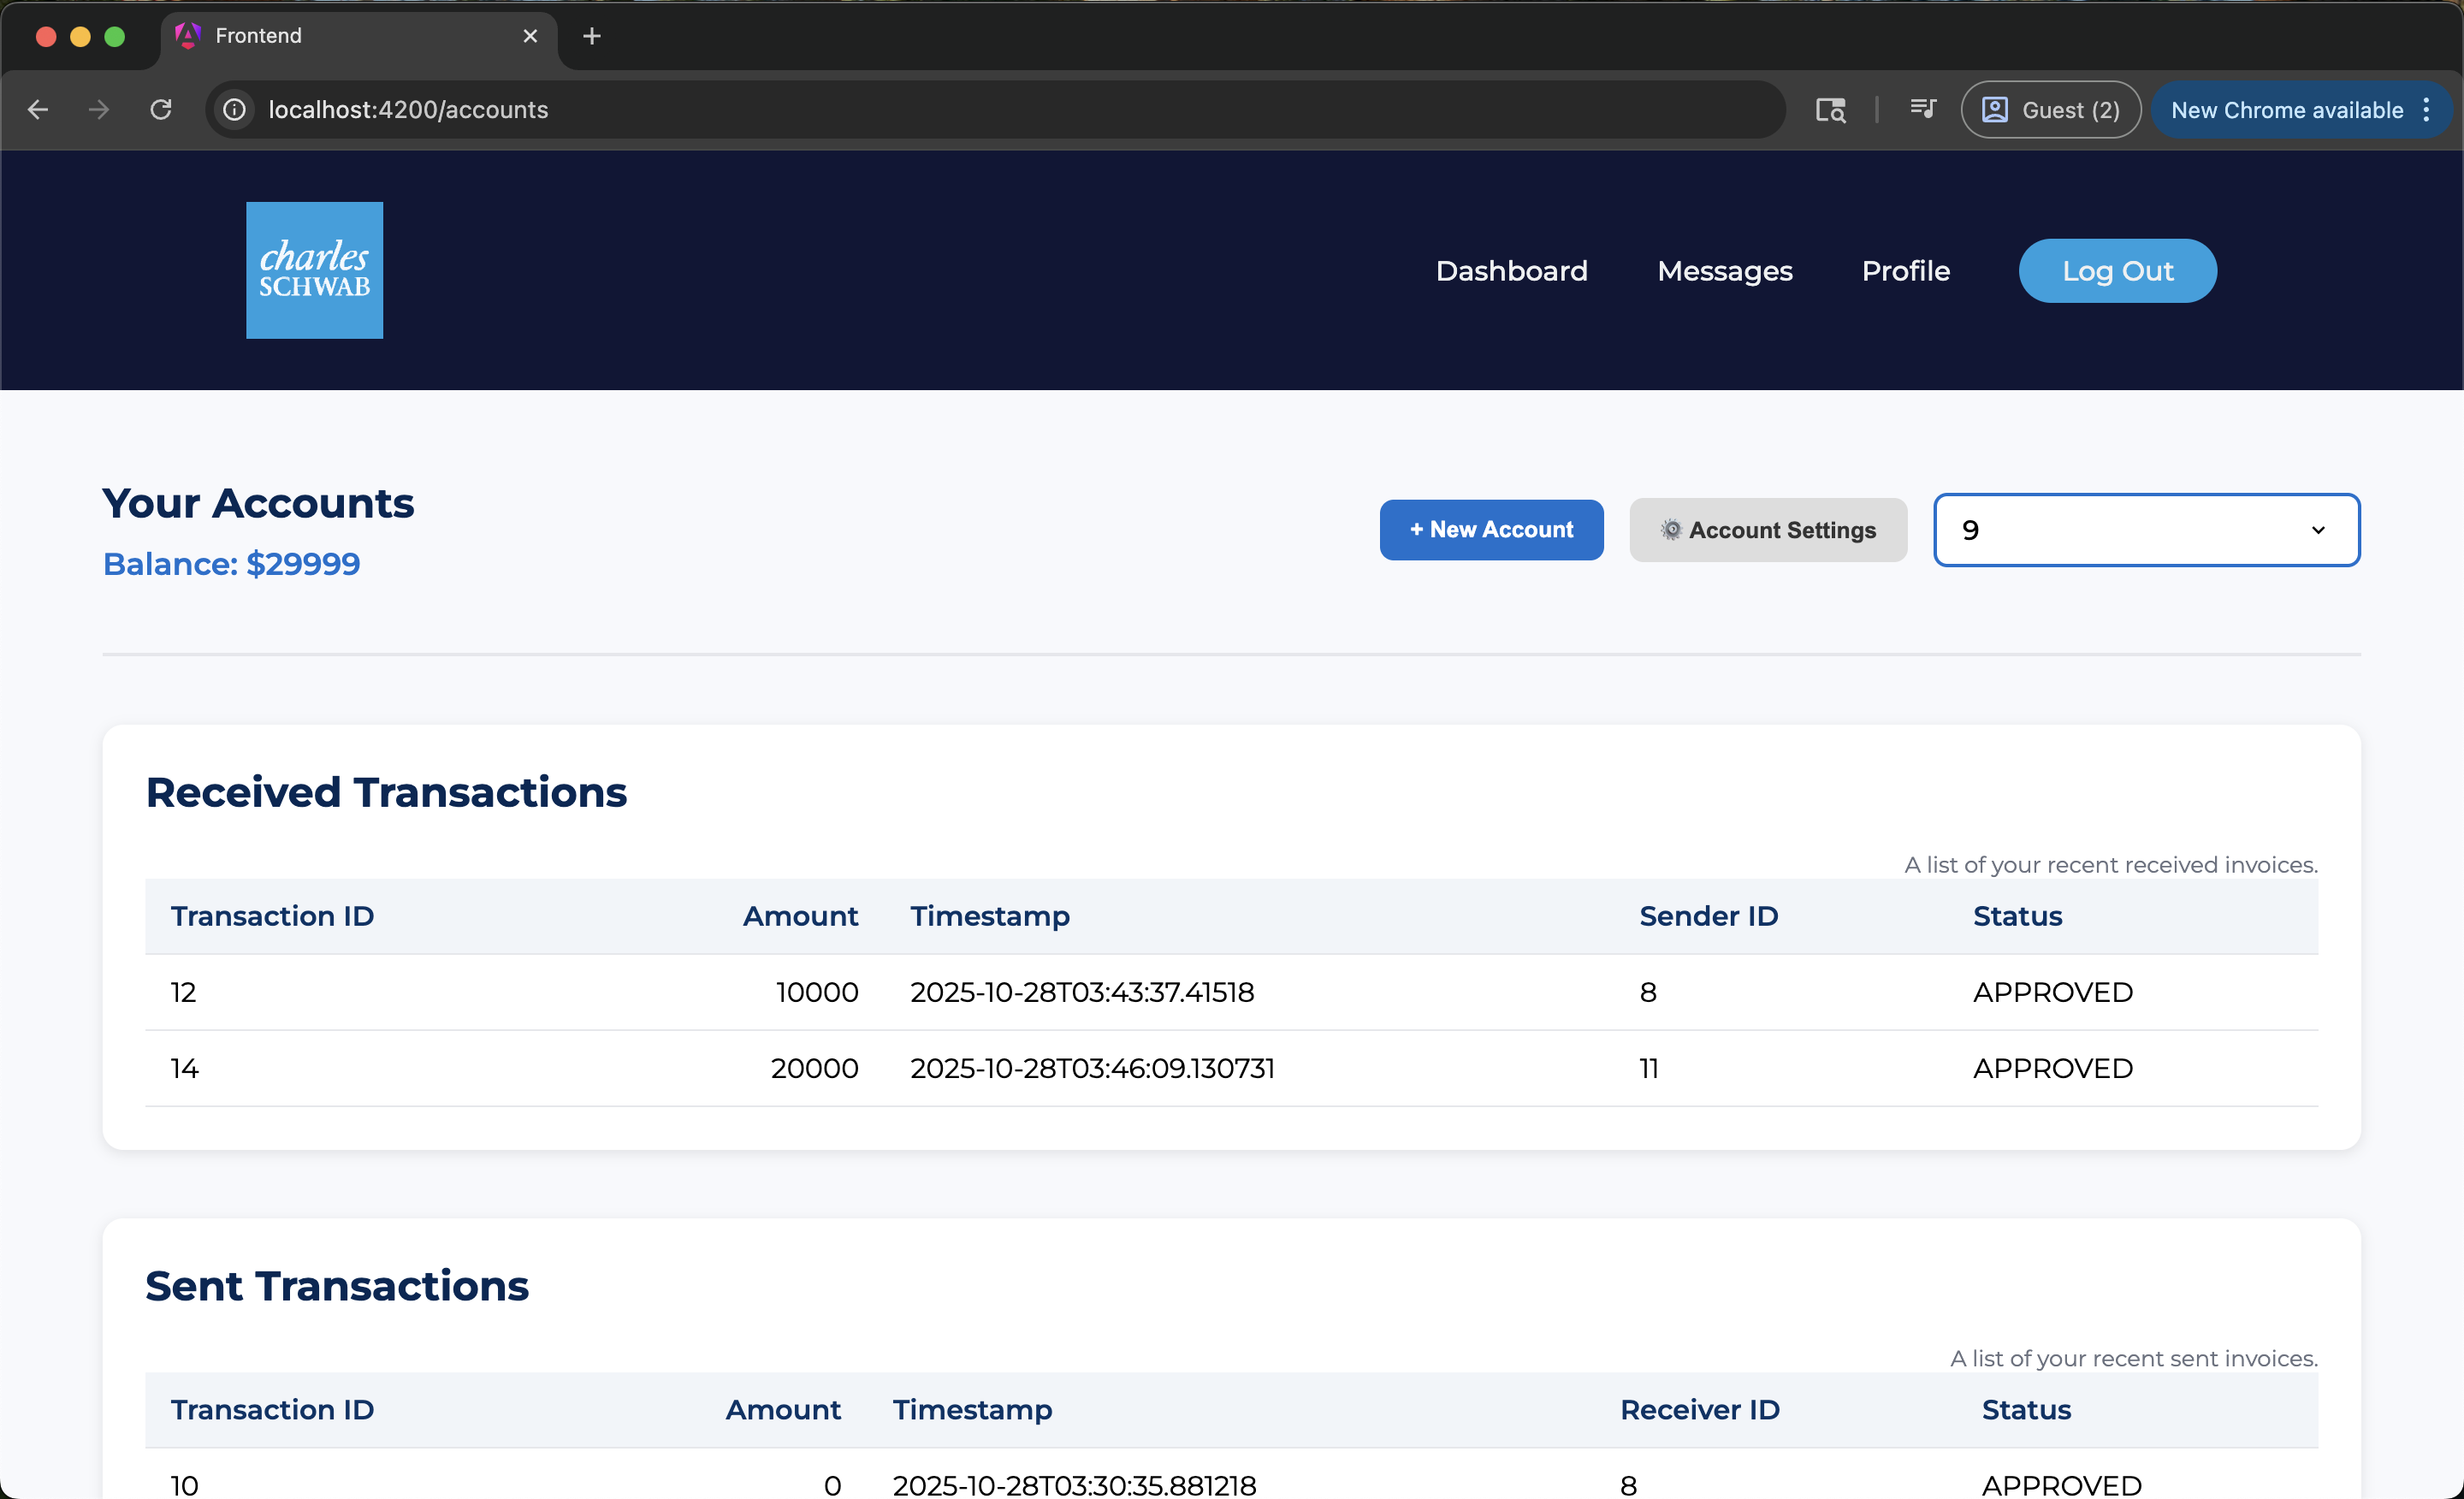 Frontend
localhost:4200/accounts
Guest (2)
New Chrome available
charles
SCHWAB
Dashboard
Messages
Profile
Log Out
Your Accounts
Balance: $29999
+ New Account
Account Settings
9
Received Transactions
A list of your recent received invoices.
Transaction ID Amount Timestamp Sender ID Status
12 10000 2025-10-28T03:43:37.41518 8 APPROVED
14 20000 2025-10-28T03:46:09.130731 11 APPROVED
Sent Transactions
A list of your recent sent invoices.
Transaction ID Amount Timestamp Receiver ID Status
10 0 2025-10-28T03:30:35.881218 8 APPROVED